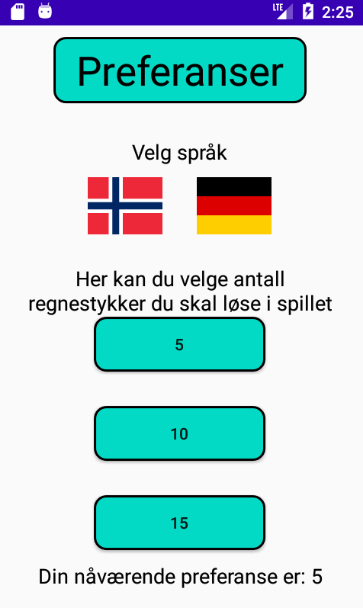 LTE 2:25
Preferanser
Velg språk
Her kan du velge antall
regnestykker du skal løse i spillet
5
10
15
Din nåværende preferanse er: 5